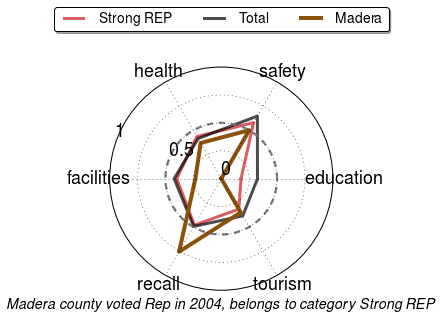 Strong REP Total Madera
health safety
1
0.5
0
facilities education
recall tourism
Madera county voted Rep in 2004, belongs to category Strong REP